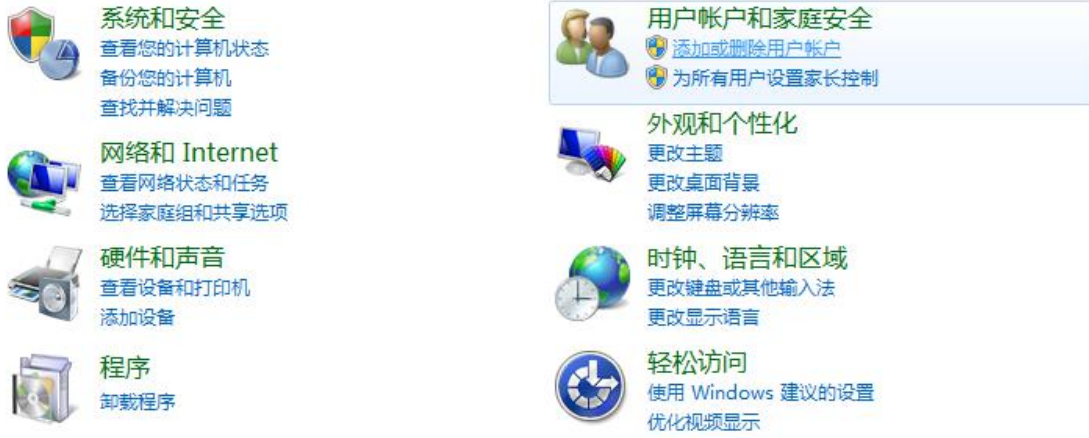 系统和安全
查看您的计算机状态
备份您的计算机
查找并解决问题
网络和 Internet
查看网络状态和任务
选择家庭组和共享选项
硬件和声音
查看设备和打印机
添加设备
程序
卸载程序
用户帐户和家庭安全
添加或删除用户帐户
为所有用户设置家长控制
外观和个性化
更改主题
更改桌面背景
调整屏幕分辨率
时钟、语言和区域
更改键盘或其他输入法
更改显示语言
轻松访问
使用 Windows 建议的设置
优化视频显示